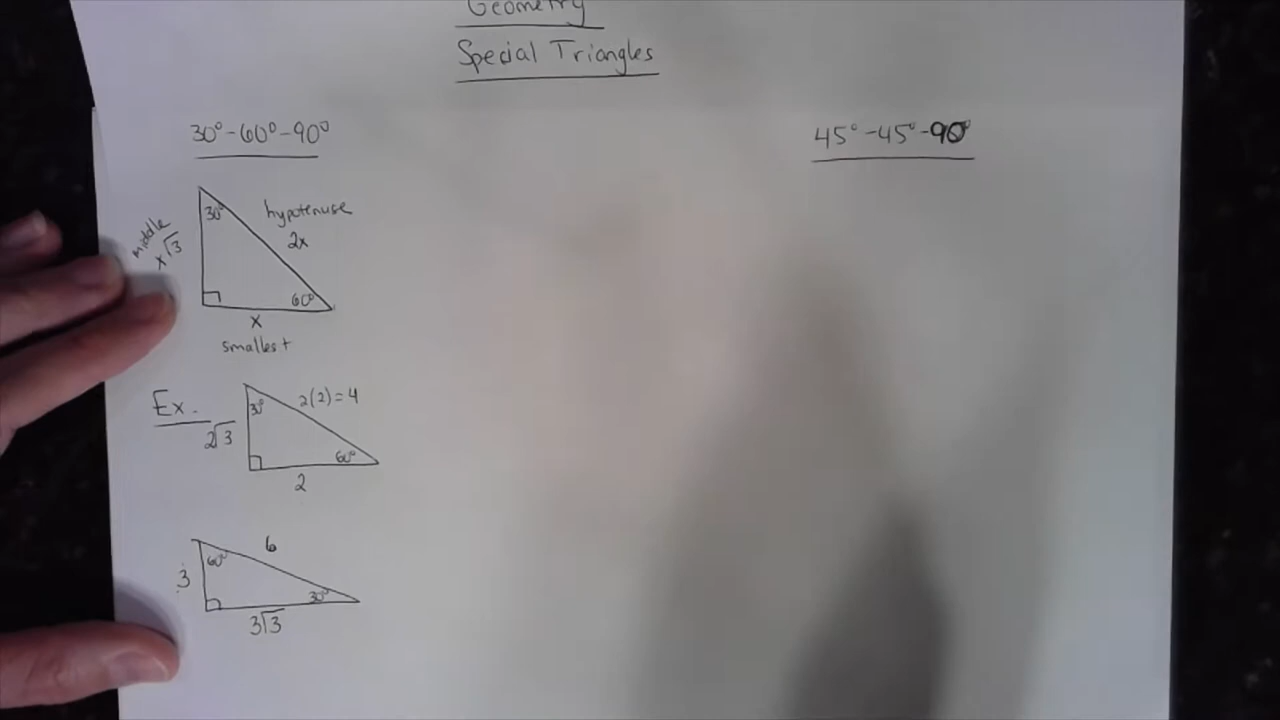 Geometry
Special Triangles
30°-60°-90°
30°
hypotenuse
2x
middle
x√3
60°
x
smallest
Ex.
30°
2(2)=4
2√3
60°
2
60°
6
3
30°
3√3
45°-45°-90°